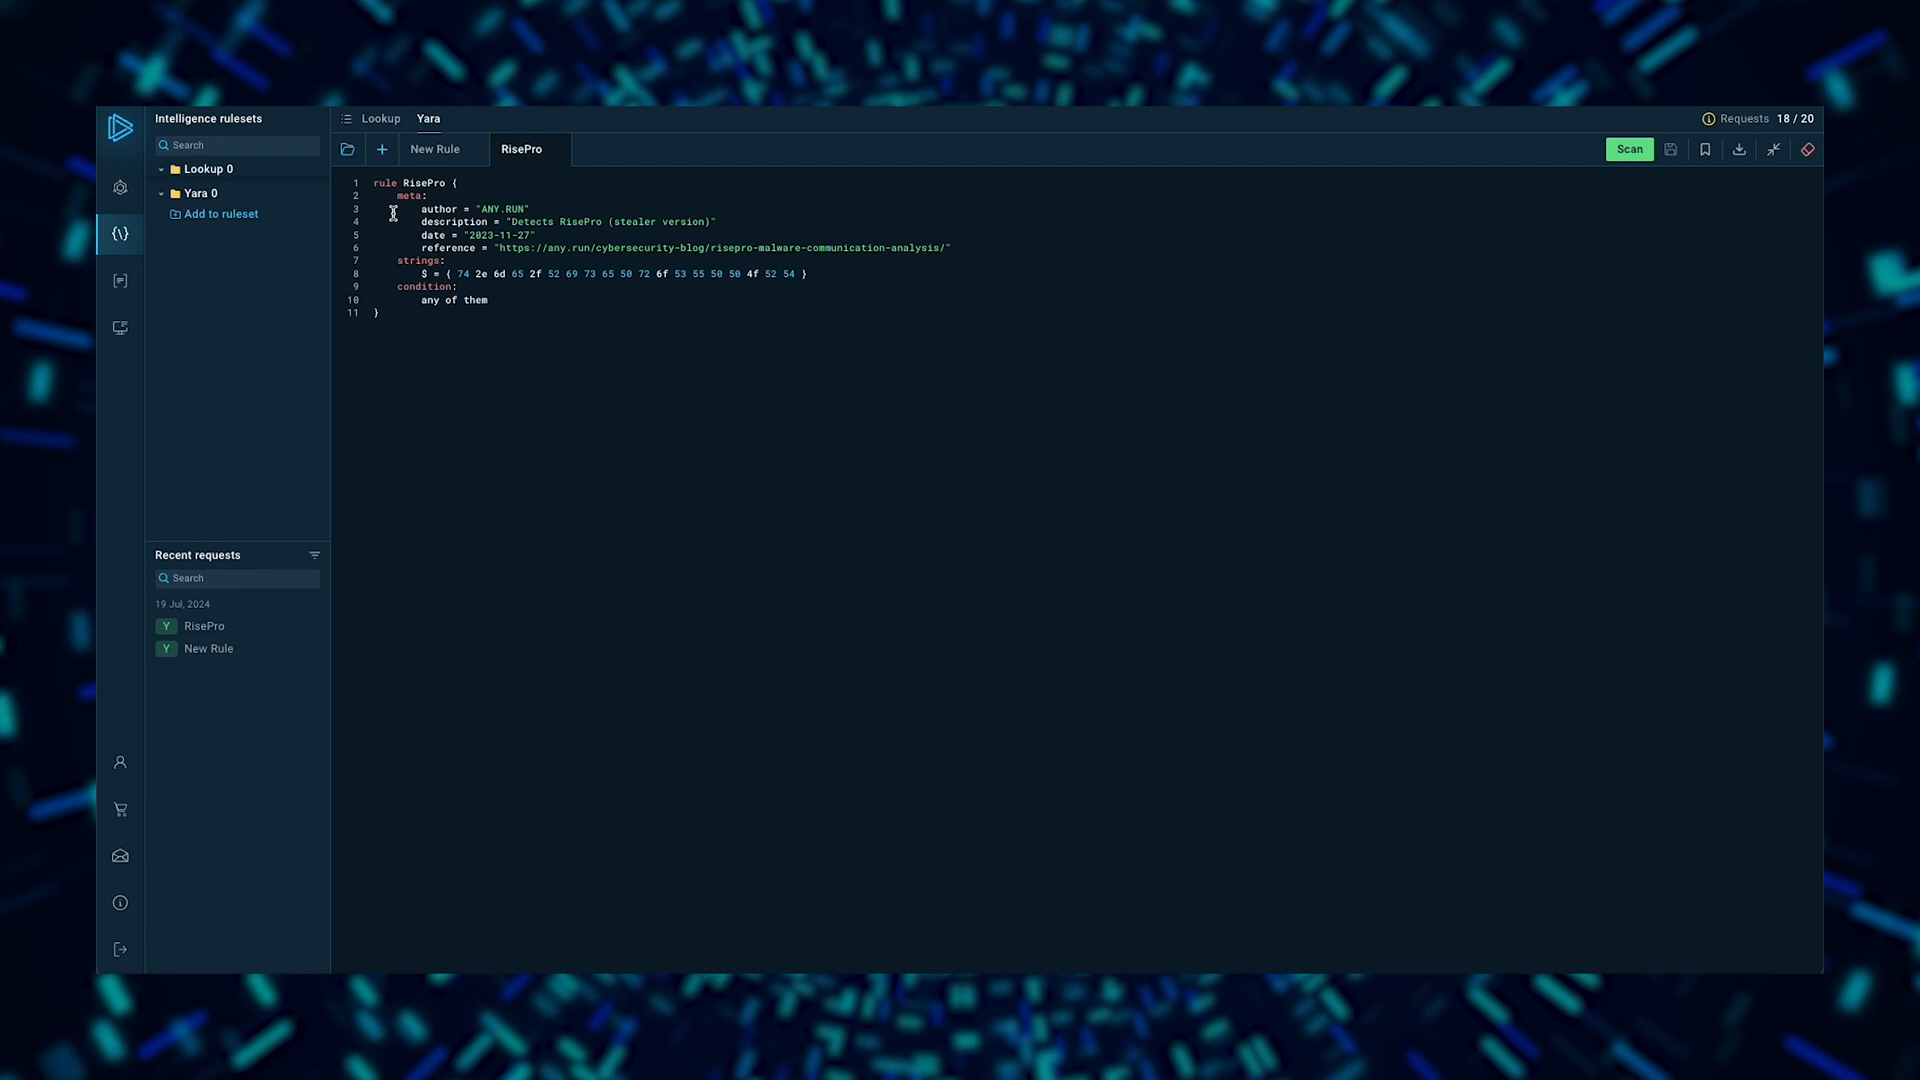 Intelligence rulesets
Search
Lookup 0
Yara 0
Add to ruleset
Recent requests
Search
19 Jul, 2024
Y RisePro
Y New Rule
Lookup Yara
Requests 18 / 20
New Rule RisePro
Scan
1 rule RisePro {
2 meta:
3 author = "ANY.RUN"
4 description = "Detects RisePro (stealer version)"
5 date = "2023-11-27"
6 reference = "https://any.run/cybersecurity-blog/risepro-malware-communication-analysis/"
7 strings:
8 $ = { 74 2e 6d 65 2f 52 69 73 65 50 72 6f 53 55 50 50 4f 52 54 }
9 condition:
10 any of them
11 }